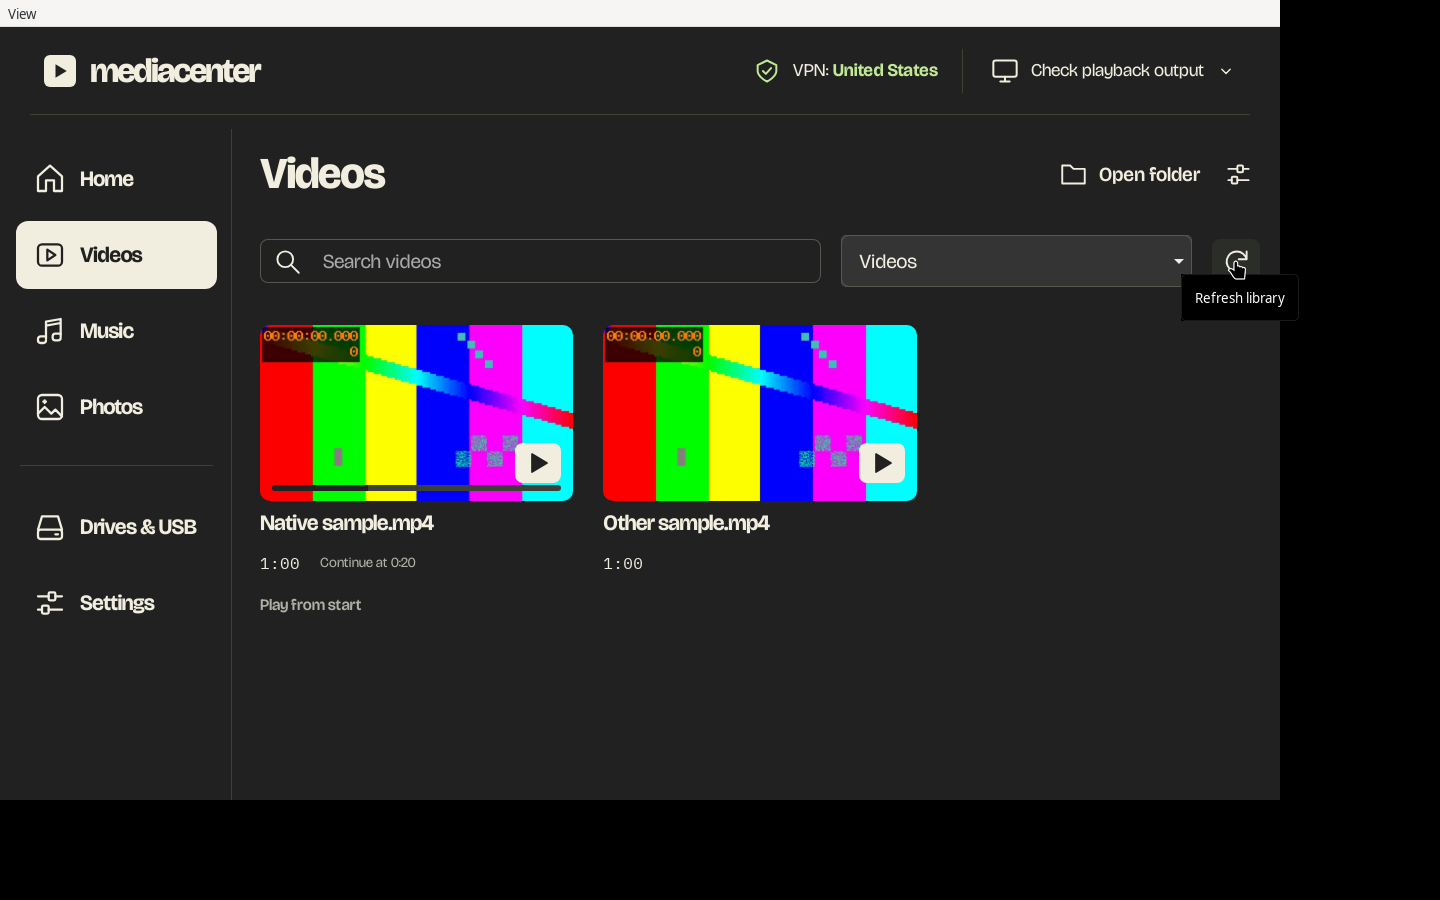 View
mediacenter
VPN: United States
Check playback output
Home
Videos
Music
Photos
Drives & USB
Settings
Videos
Open folder
Search videos
Videos
Refresh library
00:00:00.000
0
00:00:00.000
0
Native sample.mp4
Other sample.mp4
1:00 Continue at 0:20
1:00
Play from start